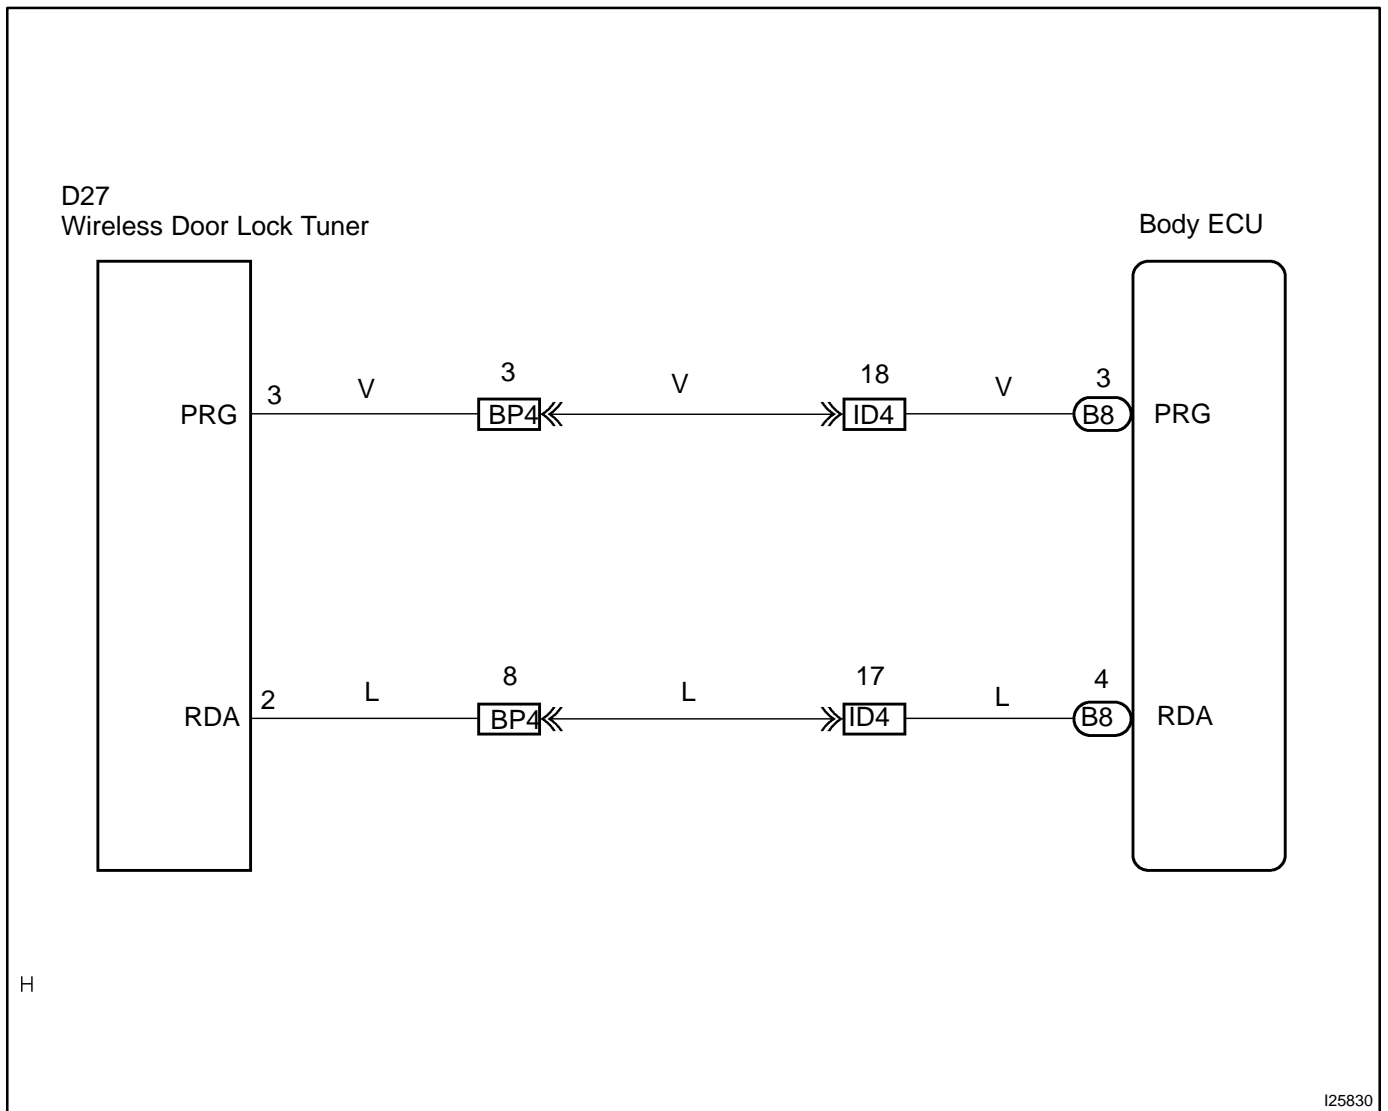 D27
Wireless Door Lock Tuner
Body ECU
PRG 3 V 3 BP4 V 18 ID4 V 3 B8 PRG
RDA 2 L 8 BP4 L 17 ID4 L 4 B8 RDA
H
I25830